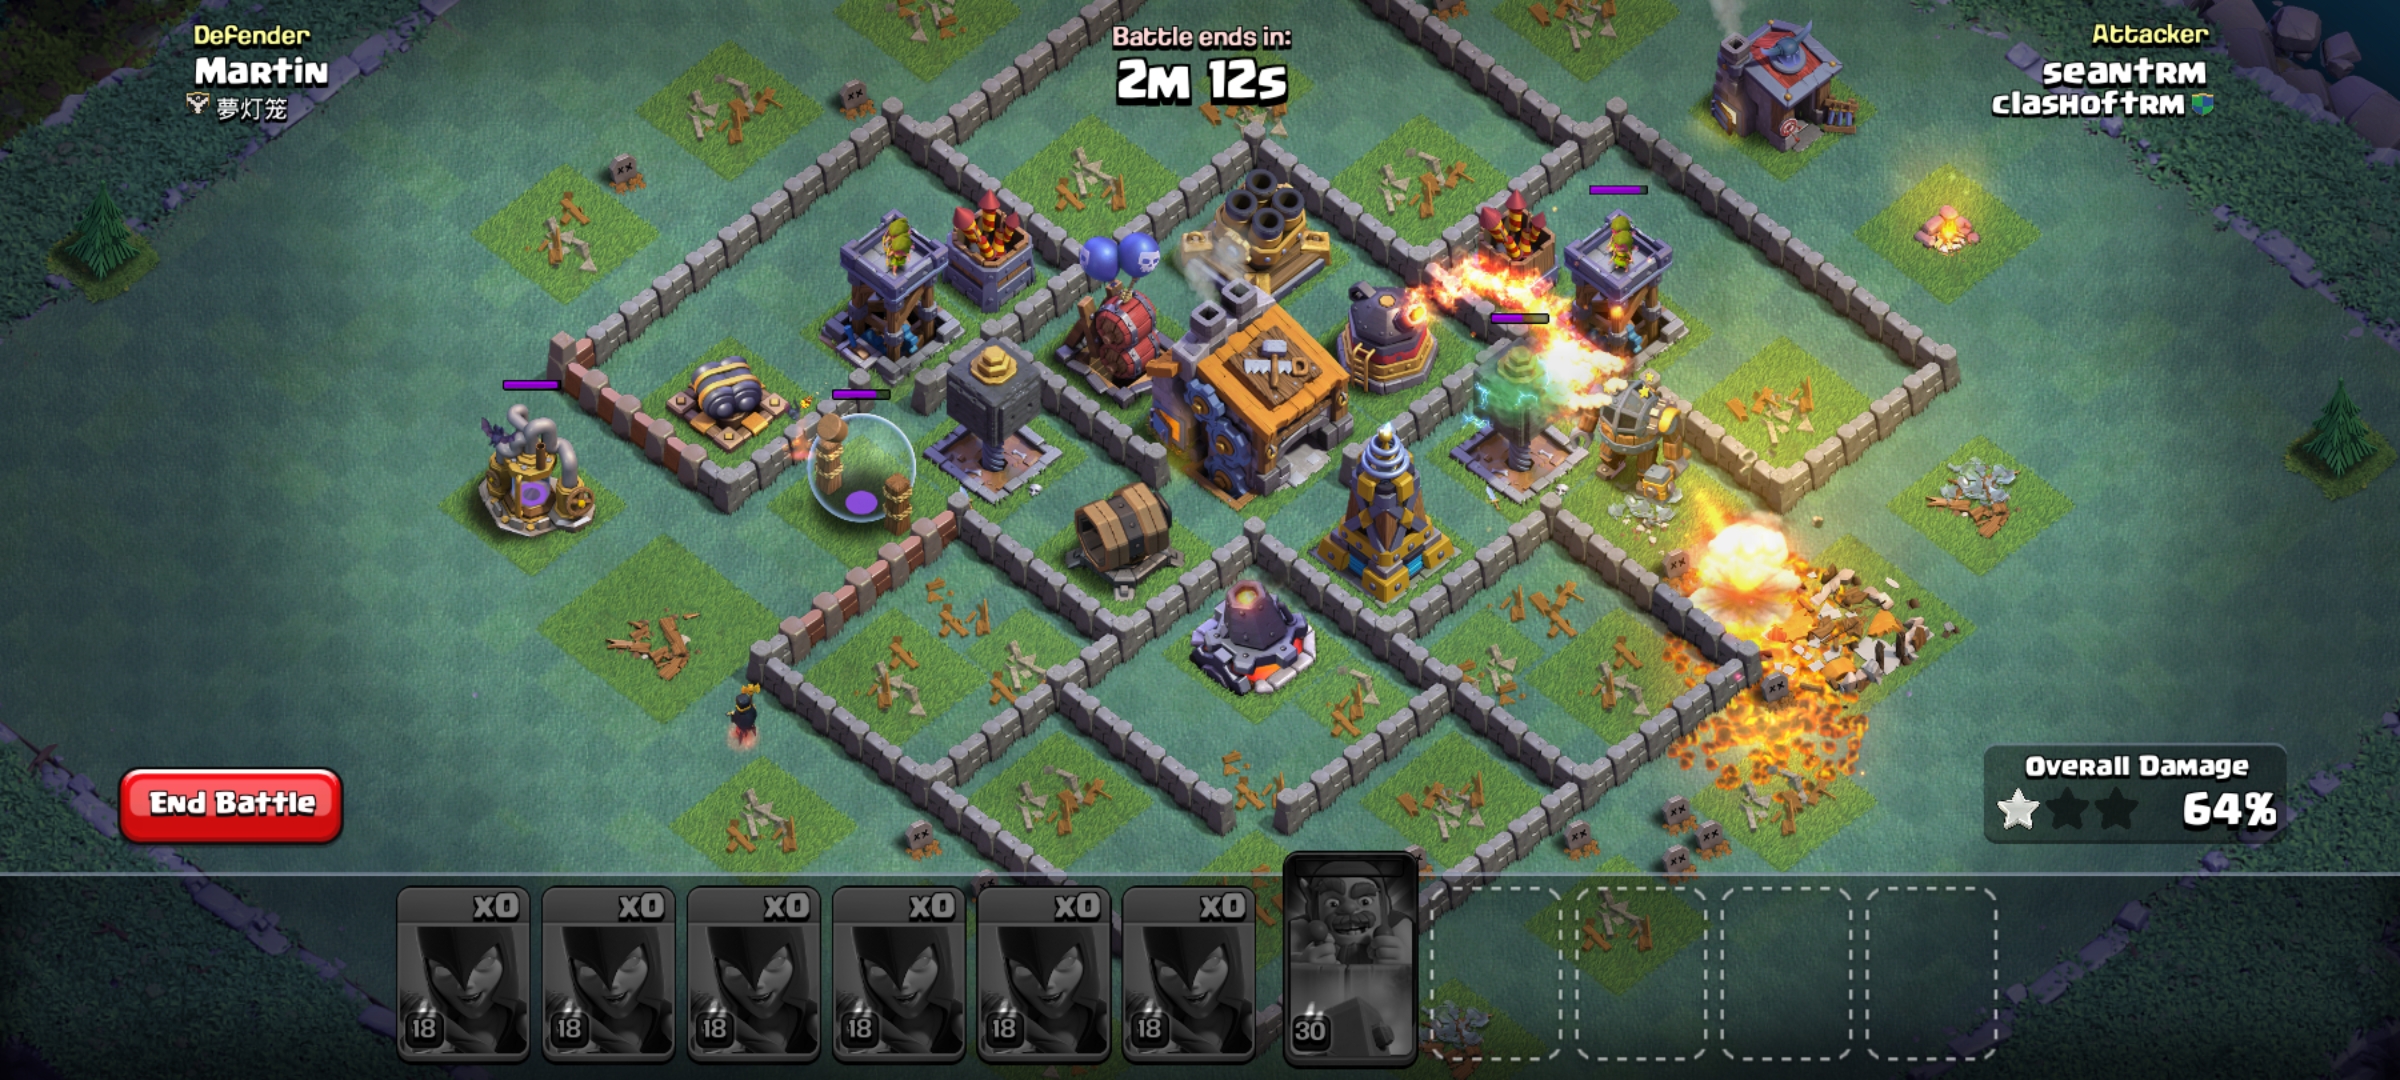 Defender
Martin
夢灯笼
Battle ends in:
2M 12s
Attacker
seantRM
clashoftRM
End Battle
Overall Damage
64%
x0
x0
x0
x0
x0
x0
18
18
18
18
18
18
30